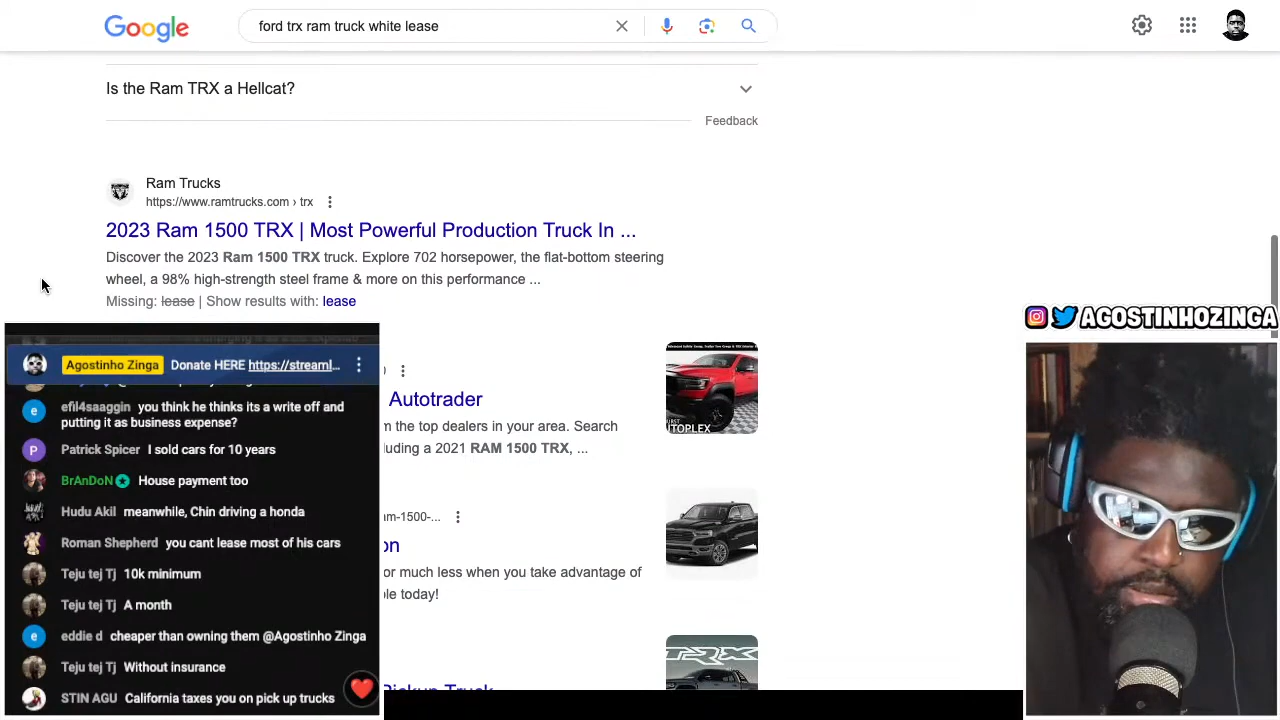 Google
ford trx ram truck white lease
Is the Ram TRX a Hellcat?
Feedback
Ram Trucks
https://www.ramtrucks.com › trx
2023 Ram 1500 TRX | Most Powerful Production Truck In ...
Discover the 2023 Ram 1500 TRX truck. Explore 702 horsepower, the flat-bottom steering
wheel, a 98% high-strength steel frame & more on this performance ...
Missing: lease | Show results with: lease
Autotrader
m the top dealers in your area. Search
luding a 2021 RAM 1500 TRX, ...
am-1500-...
on
or much less when you take advantage of
le today!
Pickup Truck
UTOPLEX
TRX
Agostinho Zinga Donate HERE https://streaml...
efil4saaggin you think he thinks its a write off and
putting it as business expense?
Patrick Spicer I sold cars for 10 years
BrAnDoN House payment too
Hudu Akil meanwhile, Chin driving a honda
Roman Shepherd you cant lease most of his cars
Teju tej Tj 10k minimum
Teju tej Tj A month
eddie d cheaper than owning them @Agostinho Zinga
Teju tej Tj Without insurance
STIN AGU California taxes you on pick up trucks
AGOSTINHOZINGA